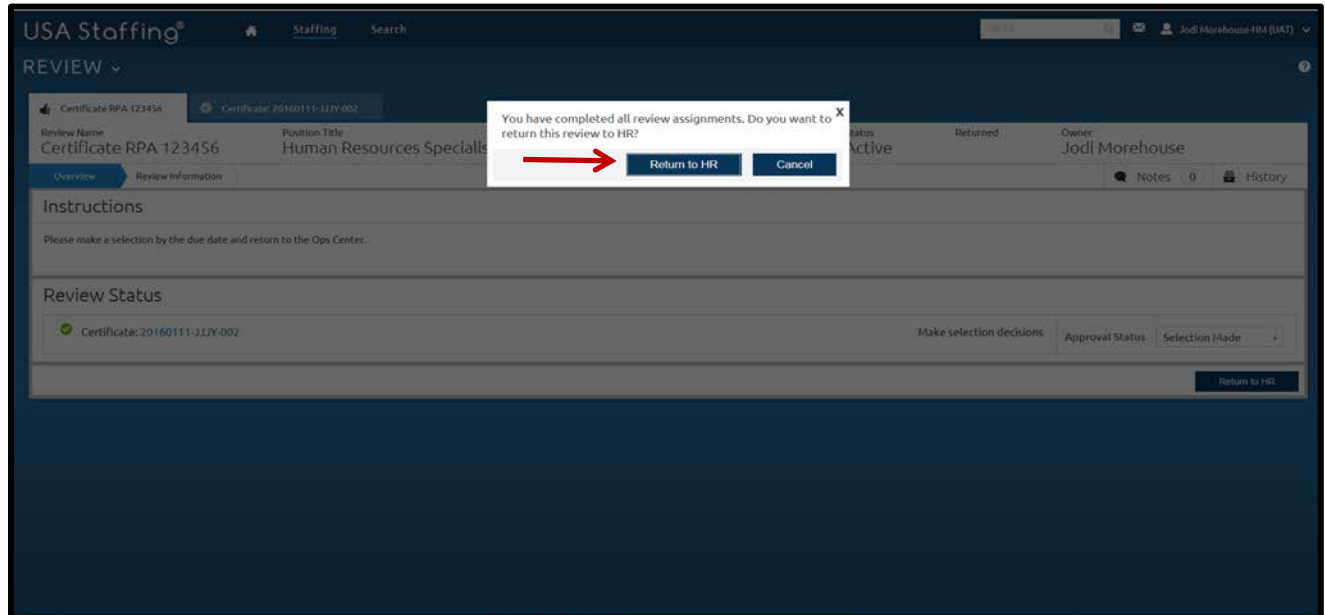 USA Staffing® Staffing Search Jodi Morehouse-HM (UAT)
REVIEW
Certificate RPA 123456 Certificate: 20160111-JJJY-002
You have completed all review assignments. Do you want to X
return this review to HR?
Return to HR Cancel
Review Name Position Title Returned Owner
Certificate RPA 123456 Human Resources Specialis Active Jodi Morehouse
Overview Review Information Notes 0 History
Instructions
Please make a selection by the due date and return to the Ops Center.
Review Status
Certificate: 20160111-JJJY-002 Make selection decisions Approval Status Selection Made
Return to HR